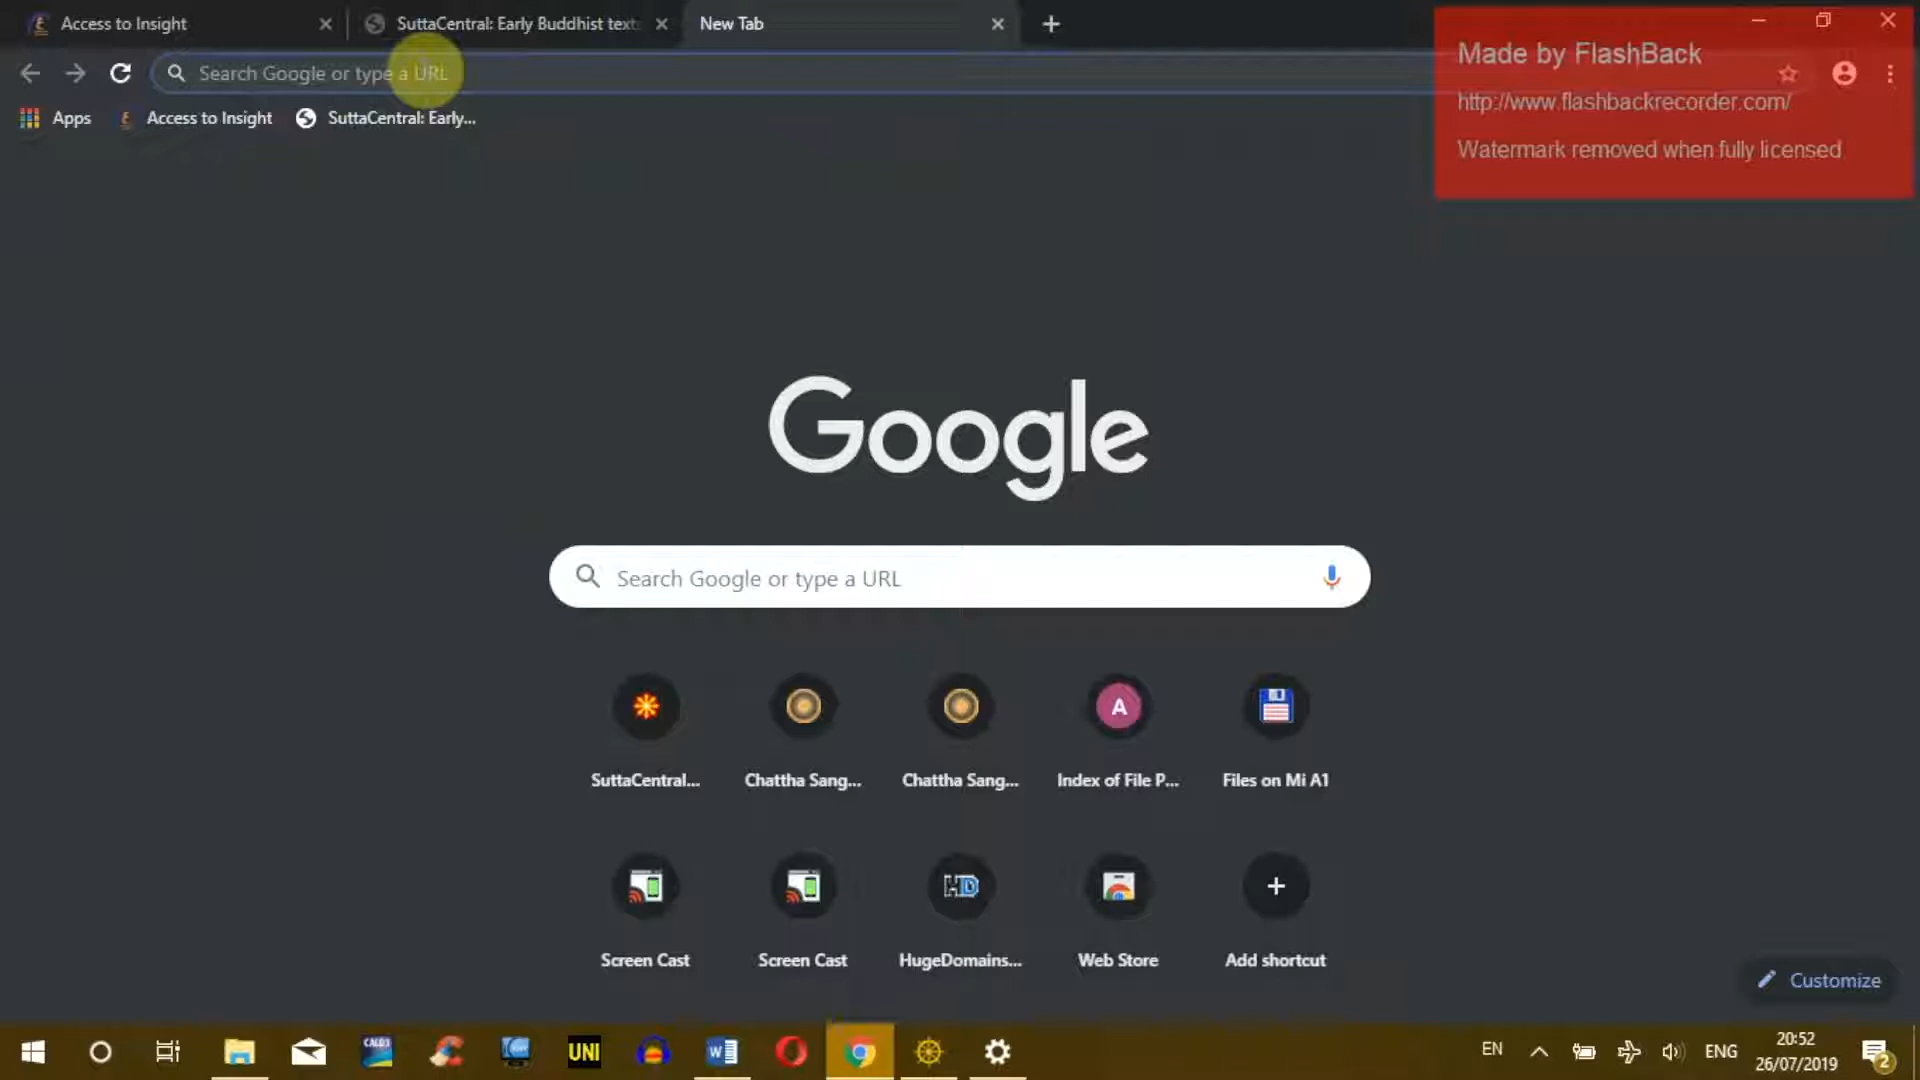 Access to Insight
SuttaCentral: Early Buddhist text
New Tab
Made by FlashBack
Search Google or type a URL
http://www.flashbackrecorder.com/
Apps
Access to Insight
SuttaCentral: Early...
Watermark removed when fully licensed
Google
Search Google or type a URL
A
SuttaCentral...
Chattha Sang...
Chattha Sang...
Index of File P...
Files on Mi A1
HD
Screen Cast
Screen Cast
HugeDomains...
Web Store
Add shortcut
Customize
UNI
EN
ENG
20:52
26/07/2019
2